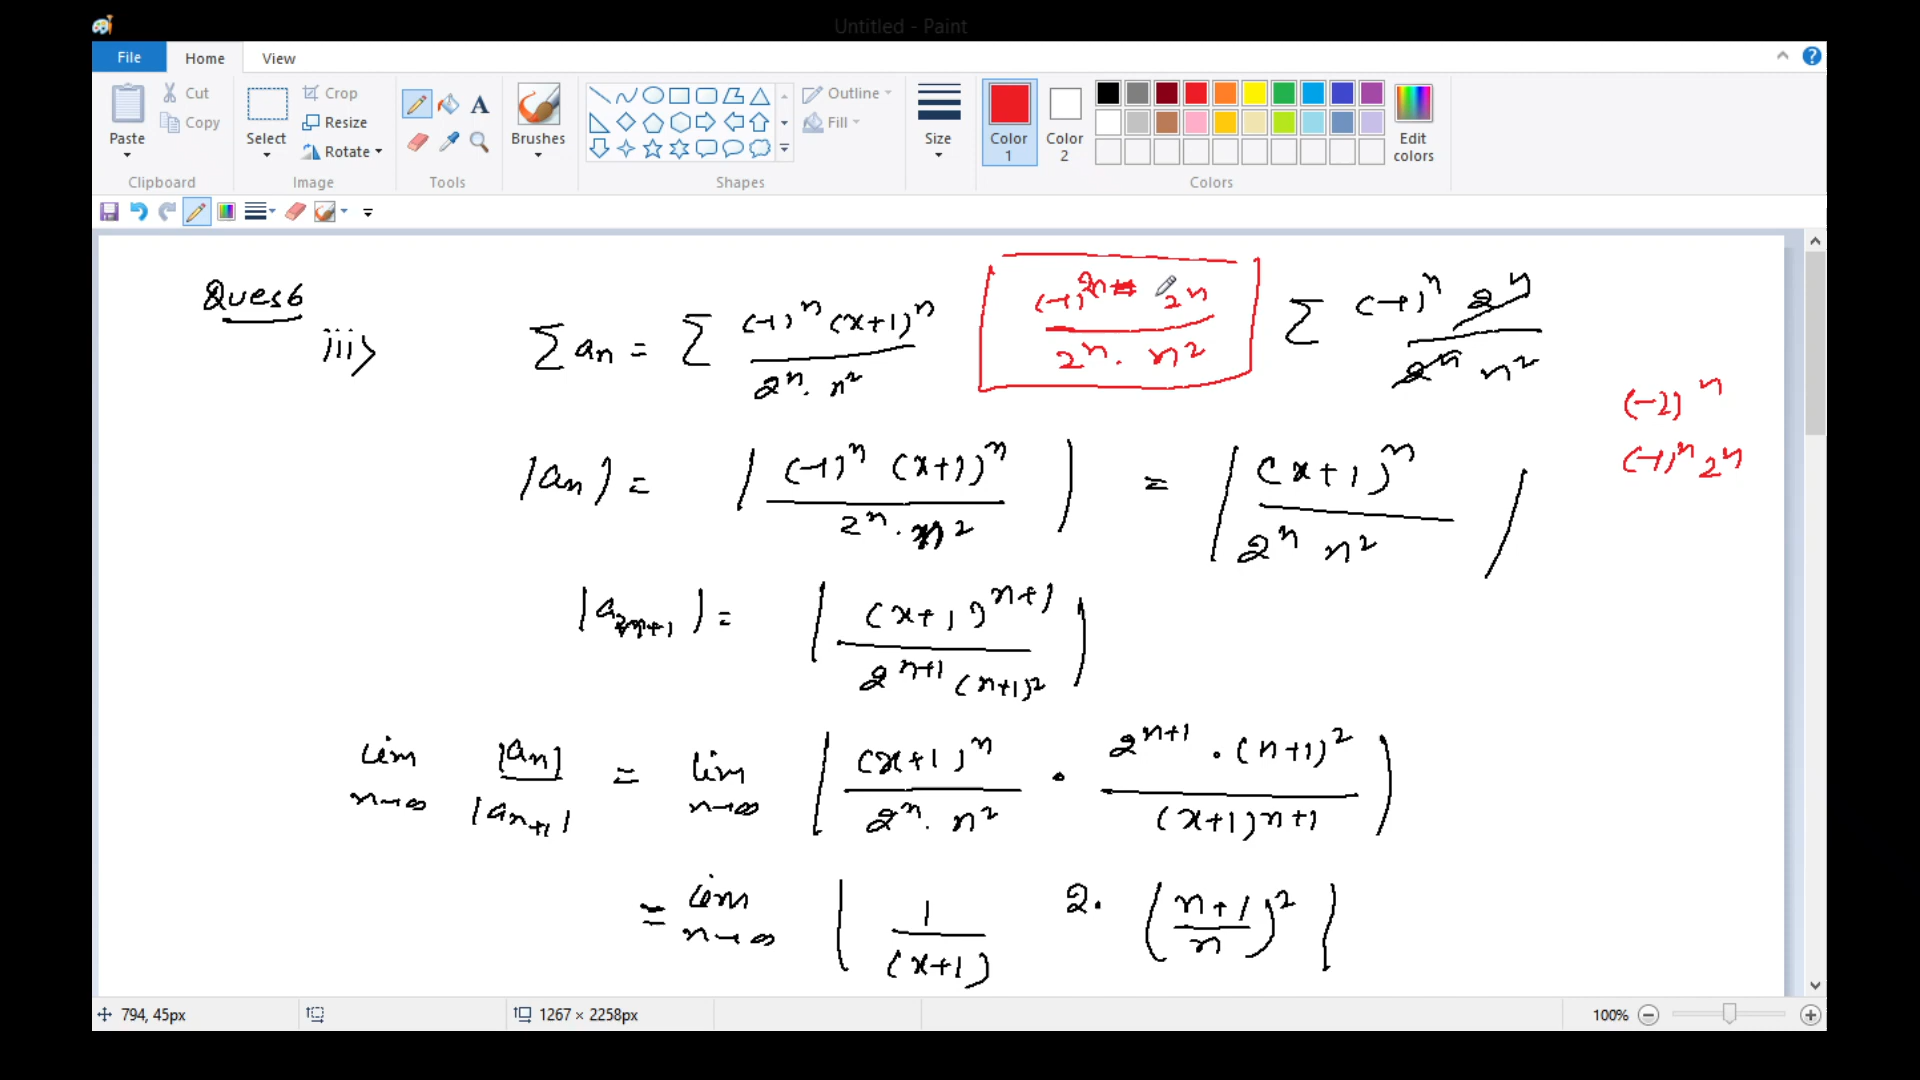 Untitled - Paint
File Home View
Paste Cut Copy Clipboard
Select Crop Resize Rotate Image
Tools
Brushes
Shapes
Outline Fill
Size
Color 1 Color 2
Edit colors
Colors
Ques 6
iii> ∑ an = ∑ (-1)^n (x+1)^n / 2^n . n^2
(-1)^2n 2^n / 2^n . n^2
∑ (-1)^n 2^n / 2^n n^2
(-2)^n
(-1)^n 2^n
|an| = | (-1)^n (x+1)^n / 2^n . n^2 | = | (x+1)^n / 2^n n^2 |
|an+1| = | (x+1)^n+1 / 2^n+1 (n+1)^2 |
lim n→∞ |an| / |an+1| = lim n→∞ | (x+1)^n / 2^n . n^2 . 2^n+1 . (n+1)^2 / (x+1)^n+1 |
= lim n→∞ | 1 / (x+1) 2. (n+1 / n)^2 |
794, 45px 1267 × 2258px 100%